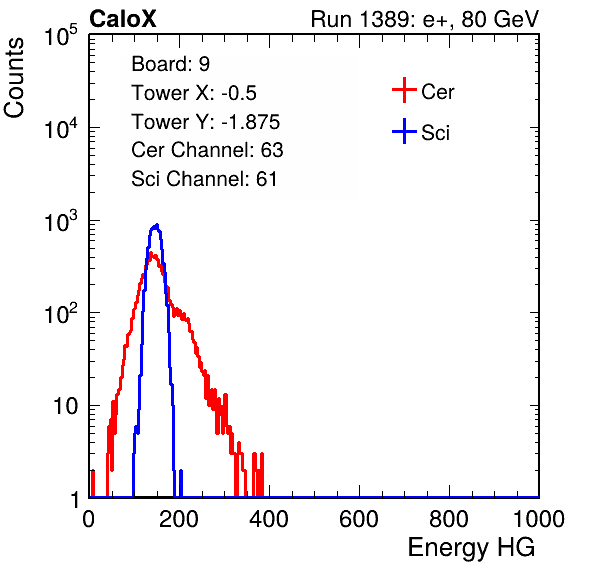 CaloX Run 1389: e+, 80 GeV
Counts
10^5
10^4
10^3
10^2
10
1
Board: 9
Tower X: -0.5
Tower Y: -1.875
Cer Channel: 63
Sci Channel: 61
Cer
Sci
0 200 400 600 800 1000
Energy HG